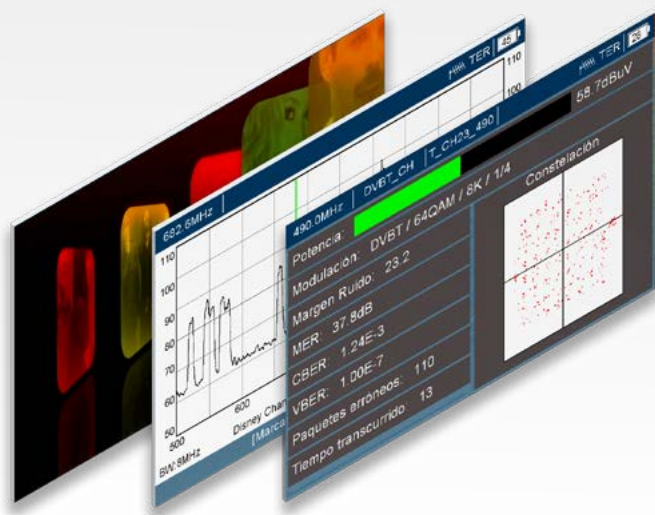 TER 45
682.6MHz
110
100
110
100
90
80
70
60
50
500
600
Disney Chan
[Marca
BW:8MHz
TER 26
490.0MHz DVBT_CH T_CH23_490
Potencia: 58.7dBuV
Modulación: DVBT / 64QAM / 8K / 1/4
Margen Ruido: 23.2
MER: 37.8dB
CBER: 1.24E-3
VBER: 1.00E-7
Paquetes erróneos: 110
Tiempo transcurrido: 13
Constelación